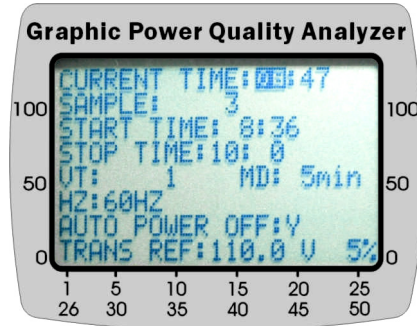 Graphic Power Quality Analyzer
CURRENT TIME:08:47
SAMPLE: 3
START TIME: 8:36
STOP TIME:10: 0
VT: 1 MD: 5min
HZ:60HZ
AUTO POWER OFF:Y
TRANS REF:110.0 V 5%
100 100
50 50
0 0
1 5 10 15 20 25
26 30 35 40 45 50